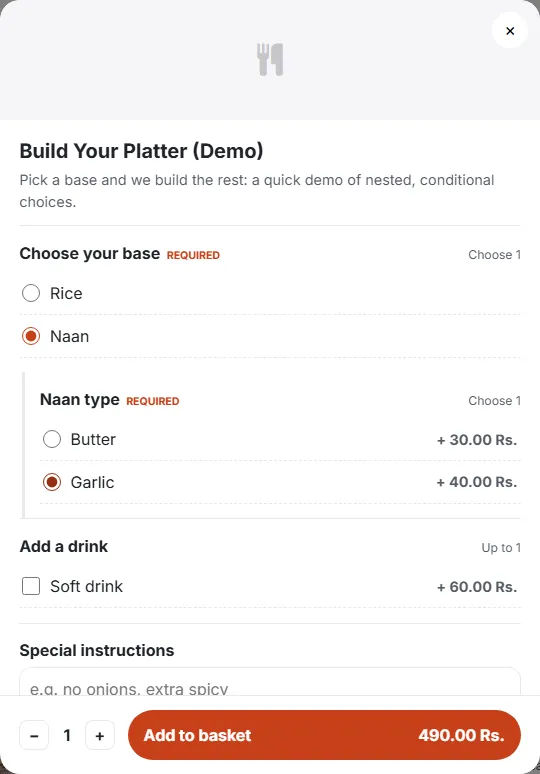 ×
Build Your Platter (Demo)
Pick a base and we build the rest: a quick demo of nested, conditional
choices.
Choose your base REQUIRED Choose 1
Rice
Naan
Naan type REQUIRED Choose 1
Butter + 30.00 Rs.
Garlic + 40.00 Rs.
Add a drink Up to 1
Soft drink + 60.00 Rs.
Special instructions
e.g. no onions, extra spicy
− 1 + Add to basket 490.00 Rs.